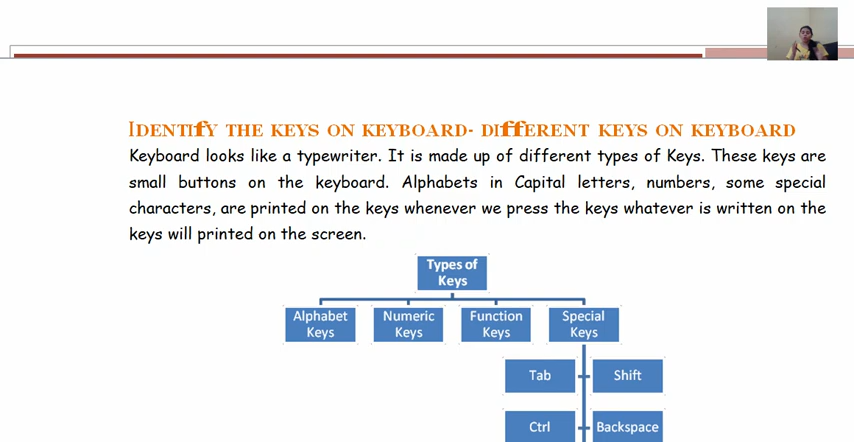 IDENTIFY THE KEYS ON KEYBOARD- DIFFERENT KEYS ON KEYBOARD
Keyboard looks like a typewriter. It is made up of different types of Keys. These keys are
small buttons on the keyboard. Alphabets in Capital letters, numbers, some special
characters, are printed on the keys whenever we press the keys whatever is written on the
keys will printed on the screen.
Types of
Keys
Alphabet
Keys
Numeric
Keys
Function
Keys
Special
Keys
Tab
Shift
Ctrl
Backspace